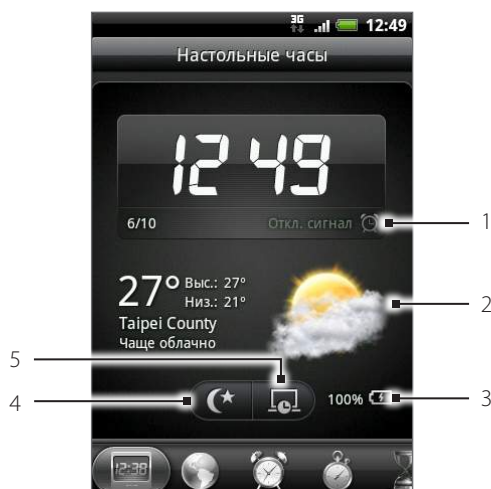 3G 12:49
Настольные часы
12 49
6/10 Откл. сигнал
1
27° Выс.: 27°
Низ.: 21°
2
Taipei County
Чаще облачно
5
4
100%
3
12:38